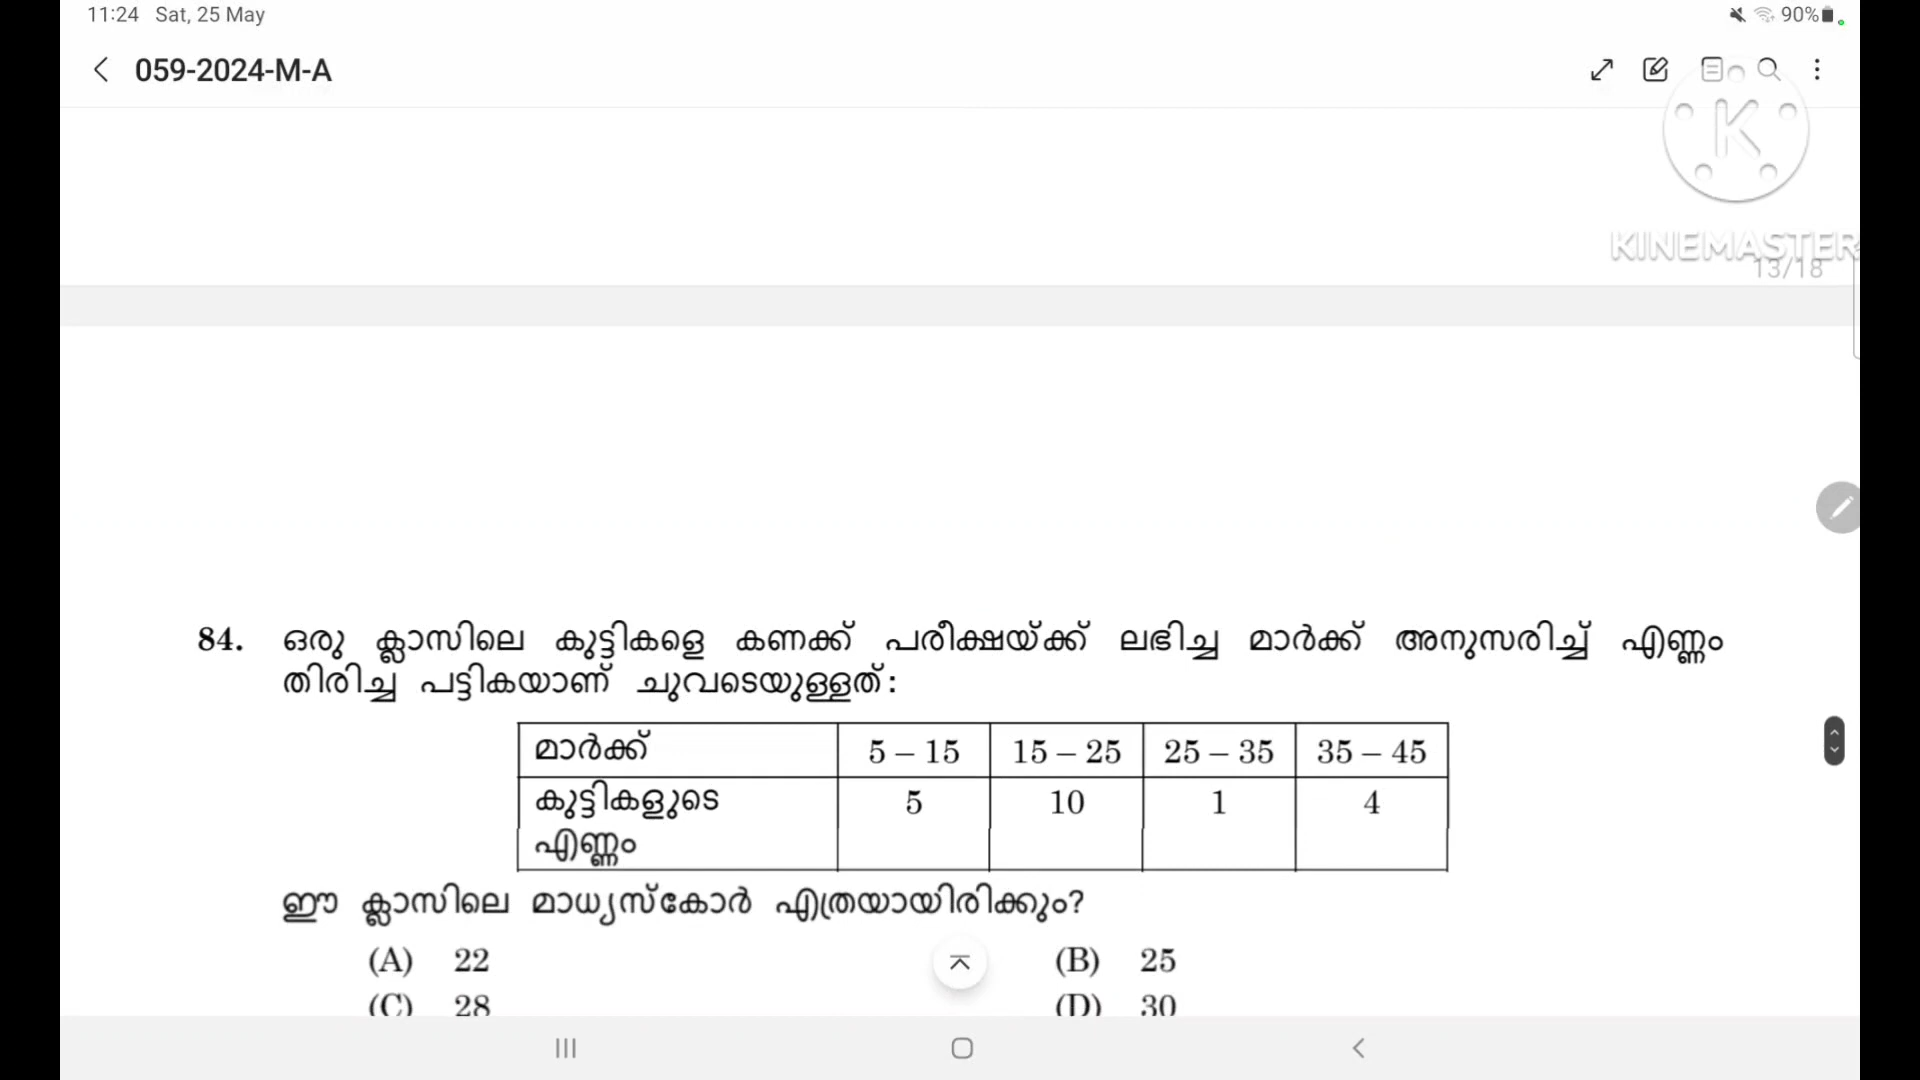 11:24 Sat, 25 May
90%
059-2024-M-A
K
KINEMASTER
13/18
84. ഒരു ക്ലാസിലെ കുട്ടികളെ കണക്ക് പരീക്ഷയ്ക്ക് ലഭിച്ച മാർക്ക് അനുസരിച്ച് എണ്ണം
തിരിച്ച പട്ടികയാണ് ചുവടെയുള്ളത് :
മാർക്ക് 5 – 15 15 – 25 25 – 35 35 – 45
കുട്ടികളുടെ 5 10 1 4
എണ്ണം
ഈ ക്ലാസിലെ മാധ്യസ്കോർ എത്രയായിരിക്കും?
(A) 22 (B) 25
(C) 28 (D) 30